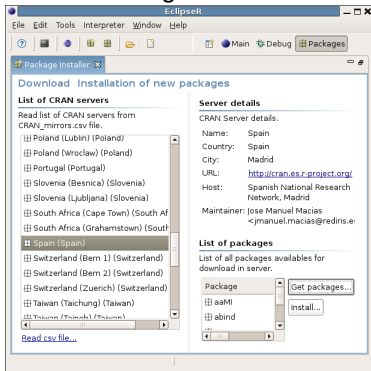 EclipseR
File Edit Tools Interpreter Window Help
Main Debug Packages
Package Installer
Download Installation of new packages
List of CRAN servers
Read list of CRAN servers from
CRAN_mirrors.csv file.
Poland (Lublin) (Poland)
Poland (Wroclaw) (Poland)
Portugal (Portugal)
Slovenia (Besnica) (Slovenia)
Slovenia (Ljubljana) (Slovenia)
South Africa (Cape Town) (South Af
South Africa (Grahamstown) (South
Spain (Spain)
Switzerland (Bern 1) (Switzerland)
Switzerland (Bern 2) (Switzerland)
Switzerland (Zuerich) (Switzerland)
Taiwan (Taichung) (Taiwan)
Taiwan (Taipeh) (Taiwan)
Read csv file...
Server details
CRAN Server details.
Name: Spain
Country: Spain
City: Madrid
URL: http://cran.es.r-project.org/
Host: Spanish National Research
Network, Madrid
Maintainer: Jose Manuel Macias
<jmanuel.macias@rediris.e
List of packages
List of all packages availables for
download in server.
Package
aaMI
abind
Get packages...
Install...